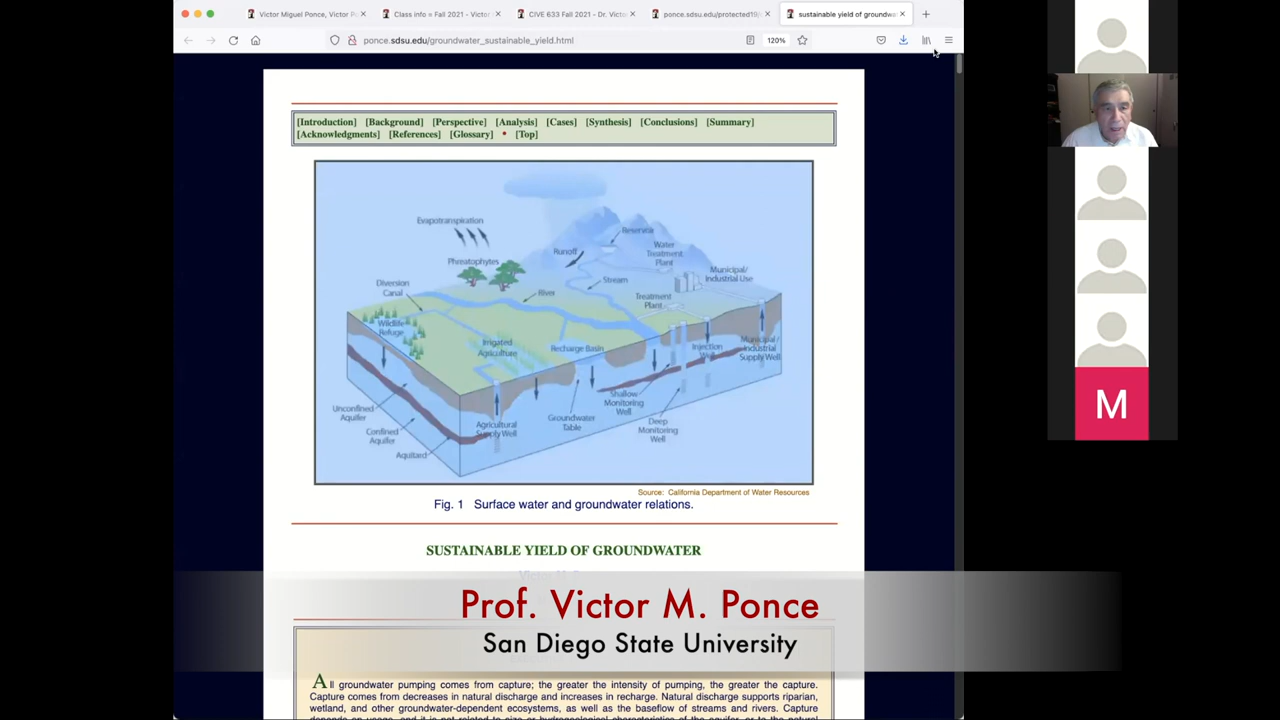 Victor Miguel Ponce, Victor P
Class info = Fall 2021 - Victor
CIVE 633 Fall 2021 - Dr. Victor
ponce.sdsu.edu/protected19/
sustainable yield of groundwa
ponce.sdsu.edu/groundwater_sustainable_yield.html
120%
[Introduction] [Background] [Perspective] [Analysis] [Cases] [Synthesis] [Conclusions] [Summary]
[Acknowledgments] [References] [Glossary] • [Top]
Evapotranspiration
Phreatophytes
Runoff
Reservoir
Water
Treatment
Plant
Municipal/
Industrial Use
Stream
Diversion
Canal
River
Treatment
Plant
Wildlife
Refuge
Irrigated
Agriculture
Recharge Basin
Injection
Well
Municipal/
Industrial
Supply Well
Shallow
Monitoring
Well
Unconfined
Aquifer
Confined
Aquifer
Aquitard
Agricultural
Supply Well
Groundwater
Table
Deep
Monitoring
Well
Source: California Department of Water Resources
Fig. 1 Surface water and groundwater relations.
SUSTAINABLE YIELD OF GROUNDWATER
Prof. Victor M. Ponce
San Diego State University
All groundwater pumping comes from capture; the greater the intensity of pumping, the greater the capture.
Capture comes from decreases in natural discharge and increases in recharge. Natural discharge supports riparian,
wetland, and other groundwater-dependent ecosystems, as well as the baseflow of streams and rivers. Capture
M